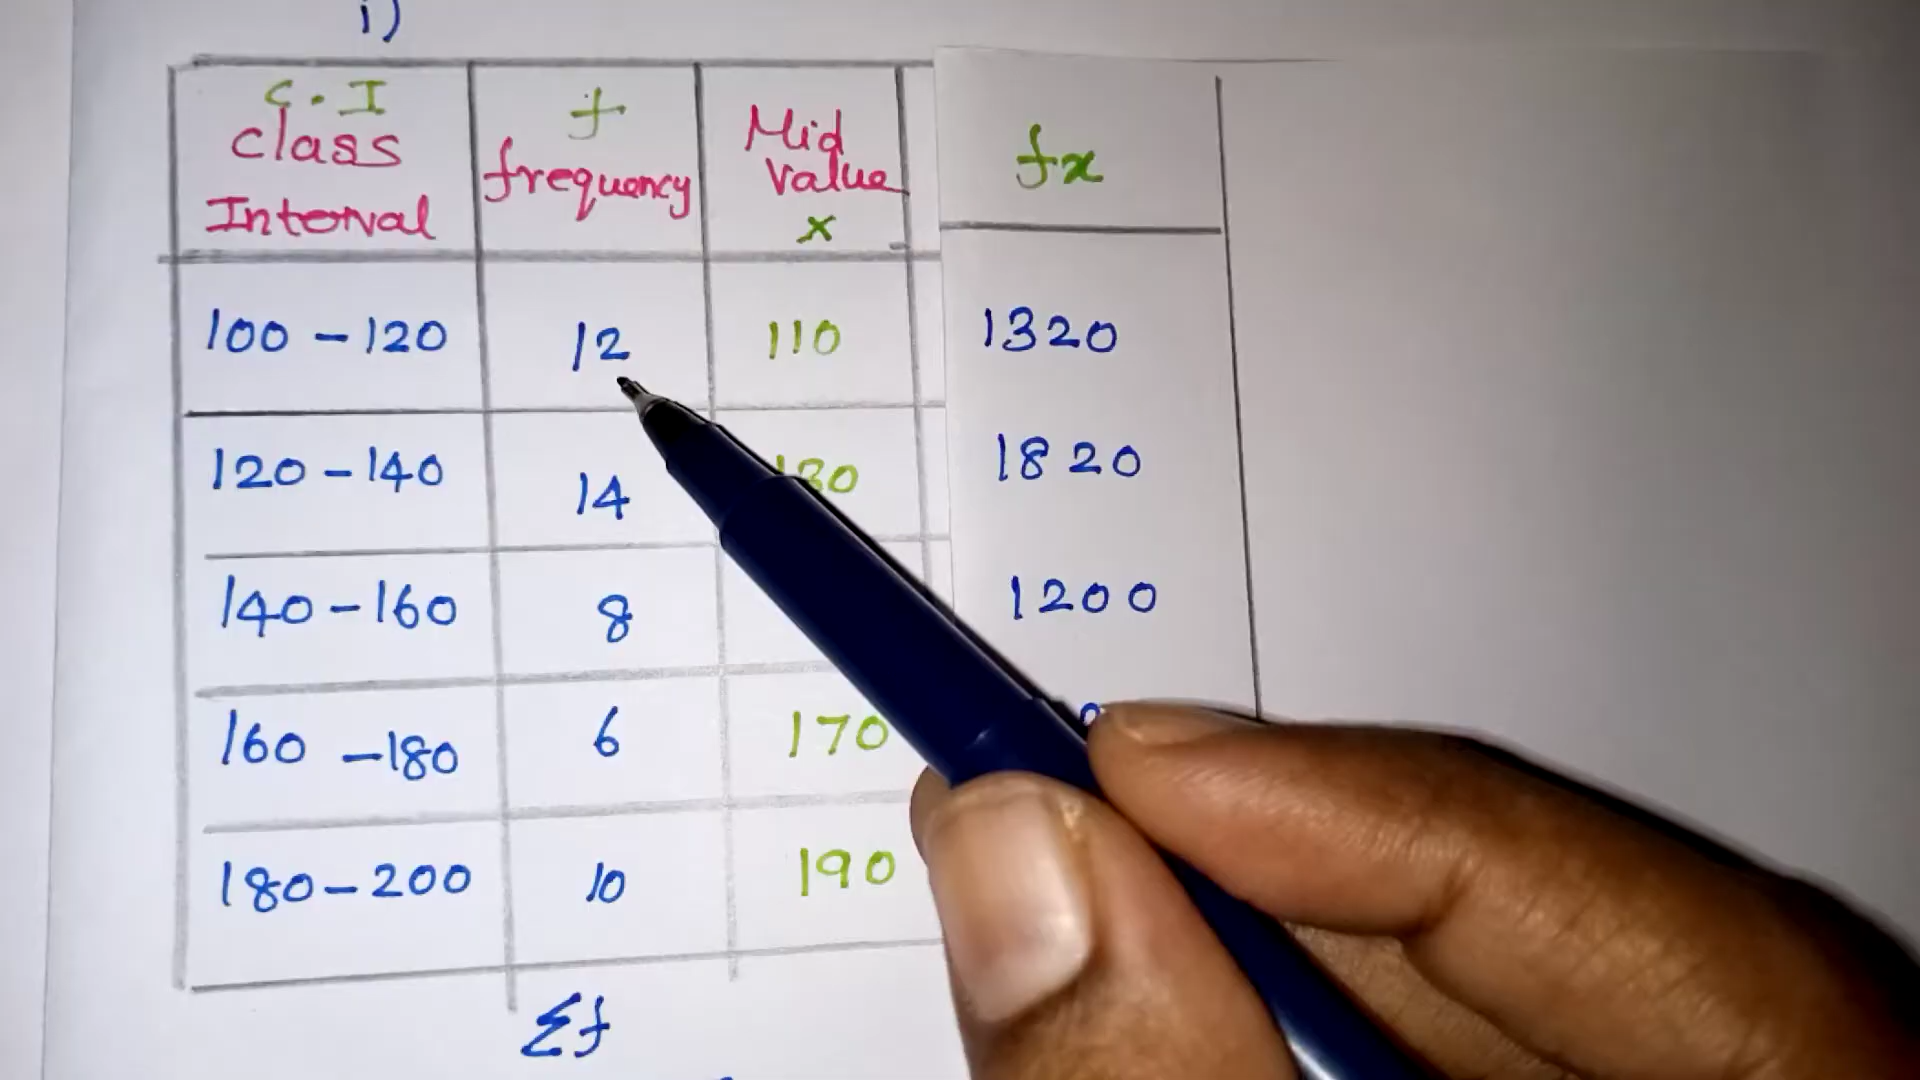 i)
C.I
class
Interval
f
frequency
Mid
Value
x
fx
100 - 120
12
110
1320
120 - 140
14
130
1820
140 - 160
8
1200
160 - 180
6
170
180 - 200
10
190
Σf